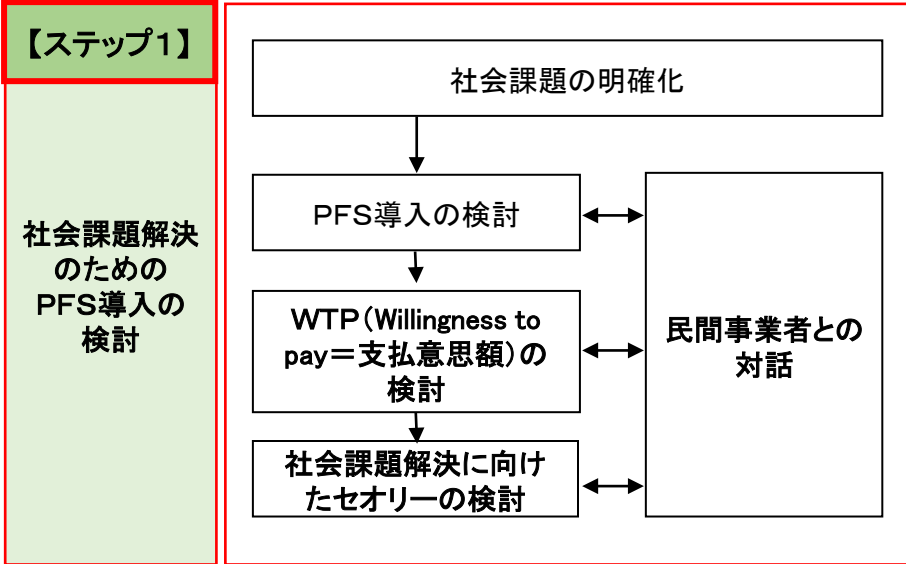 【ステップ1】
社会課題解決
のための
PFS導入の
検討
社会課題の明確化
PFS導入の検討
WTP(Willingness to
pay=支払意思額)の
検討
社会課題解決に向け
たセオリーの検討
民間事業者との
対話